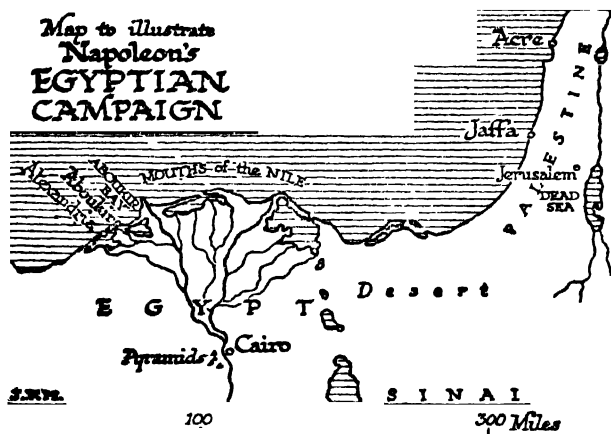 Map to illustrate
Napoleon's
EGYPTIAN
CAMPAIGN
Acre
PALESTINE
Jaffa
Jerusalem
DEAD
SEA
MOUTHS of the NILE
ABOUKIR
BAY
Aboukir
Alexandria
EGYPT
Desert
Cairo
Pyramids
SINAI
100
300 Miles